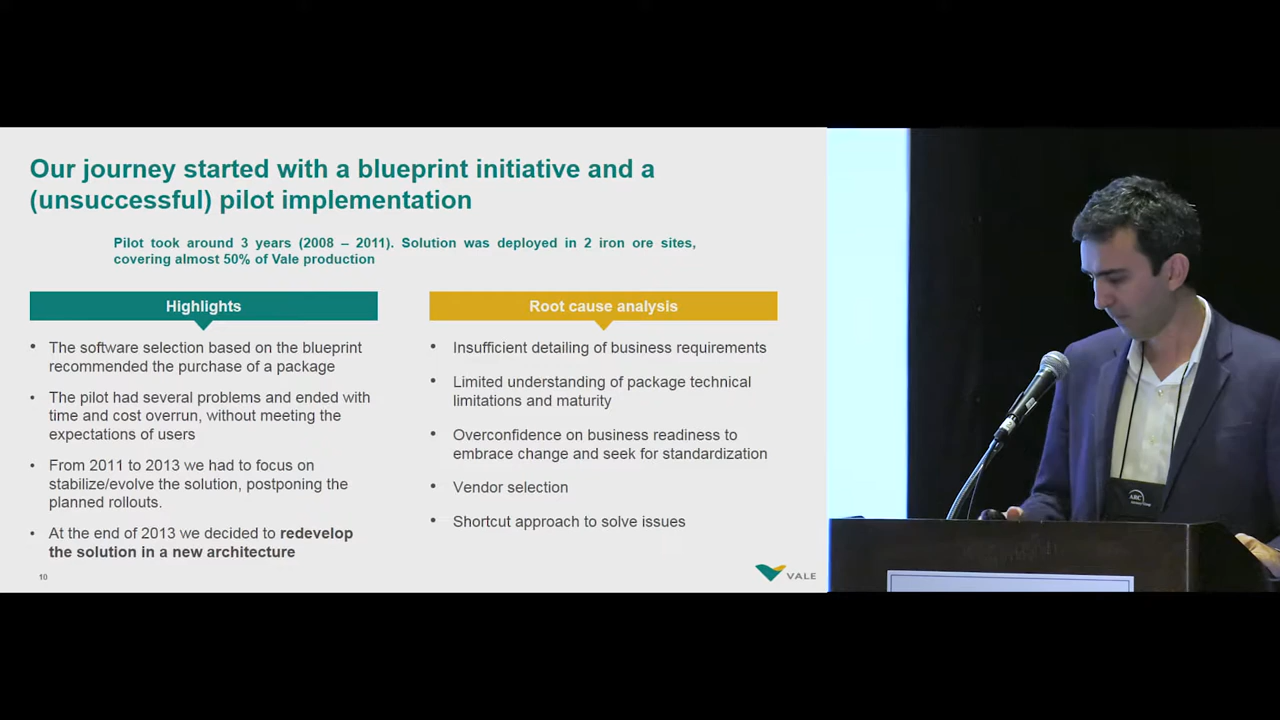 Our journey started with a blueprint initiative and a
(unsuccessful) pilot implementation
Pilot took around 3 years (2008 – 2011). Solution was deployed in 2 iron ore sites,
covering almost 50% of Vale production
Highlights
• The software selection based on the blueprint
recommended the purchase of a package
• The pilot had several problems and ended with
time and cost overrun, without meeting the
expectations of users
• From 2011 to 2013 we had to focus on
stabilize/evolve the solution, postponing the
planned rollouts.
• At the end of 2013 we decided to redevelop
the solution in a new architecture
Root cause analysis
• Insufficient detailing of business requirements
• Limited understanding of package technical
limitations and maturity
• Overconfidence on business readiness to
embrace change and seek for standardization
• Vendor selection
• Shortcut approach to solve issues
10
VALE
ARC